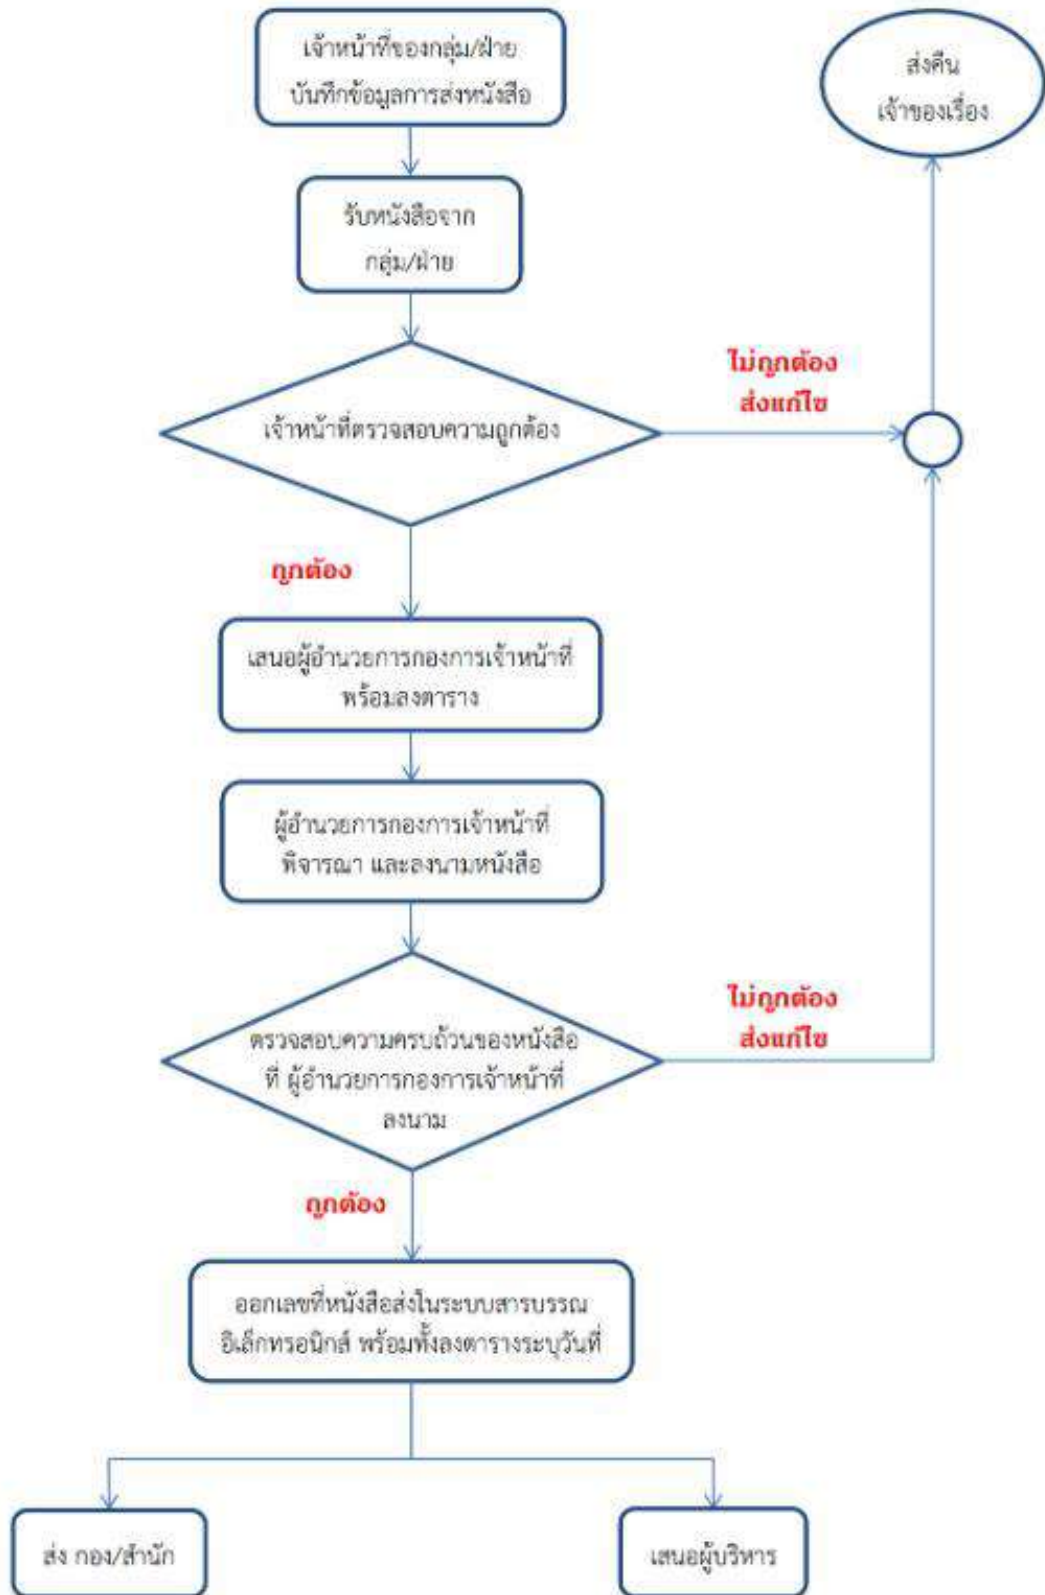 เจ้าหน้าที่ของกลุ่ม/ฝ่าย
บันทึกข้อมูลการส่งหนังสือ
ส่งคืน
เจ้าของเรื่อง
รับหนังสือจาก
กลุ่ม/ฝ่าย
ไม่ถูกต้อง
ส่งแก้ไข
เจ้าหน้าที่ตรวจสอบความถูกต้อง
ถูกต้อง
เสนอผู้อำนวยการกองการเจ้าหน้าที่
พร้อมลงตาราง
ผู้อำนวยการกองการเจ้าหน้าที่
พิจารณา และลงนามหนังสือ
ไม่ถูกต้อง
ส่งแก้ไข
ตรวจสอบความครบถ้วนของหนังสือ
ที่ ผู้อำนวยการกองการเจ้าหน้าที่
ลงนาม
ถูกต้อง
ออกเลขที่หนังสือส่งในระบบสารบรรณ
อิเล็กทรอนิกส์ พร้อมทั้งลงตารางระบุวันที่
ส่ง กอง/สำนัก
เสนอผู้บริหาร